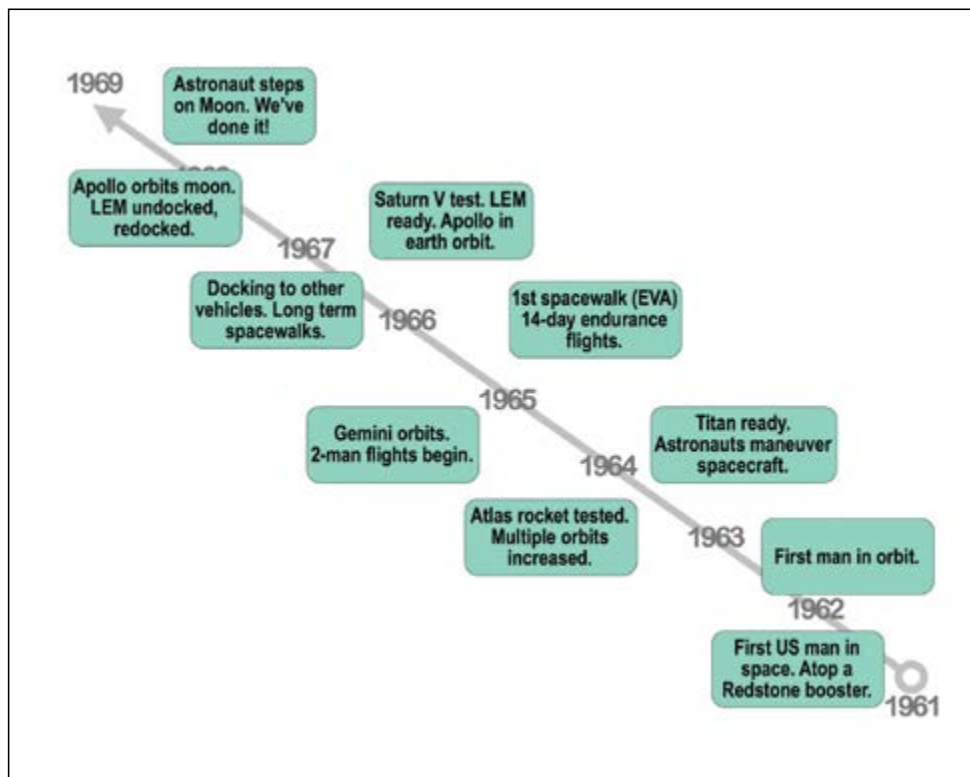 1969
Astronaut steps
on Moon. We've
done it!
Apollo orbits moon.
LEM undocked,
redocked.
Saturn V test. LEM
ready. Apollo in
earth orbit.
1967
Docking to other
vehicles. Long term
spacewalks.
1966
1st spacewalk (EVA)
14-day endurance
flights.
1965
Gemini orbits.
2-man flights begin.
Titan ready.
Astronauts maneuver
spacecraft.
1964
Atlas rocket tested.
Multiple orbits
increased.
1963
First man in orbit.
1962
First US man in
space. Atop a
Redstone booster.
1961